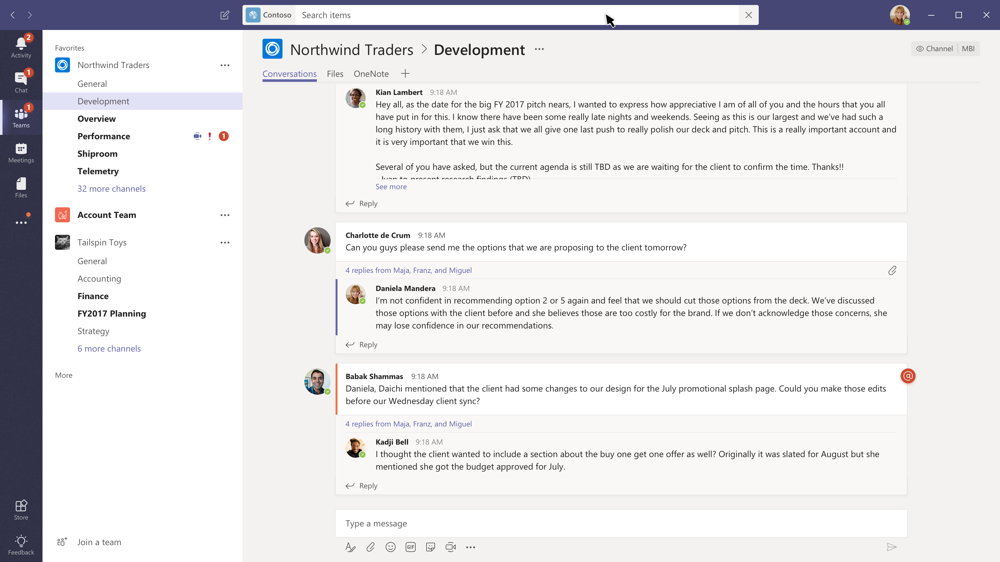 Contoso
Search items
2
Activity
1
Chat
1
Teams
Meetings
Files
Store
Feedback
Favorites
Northwind Traders
General
Development
Overview
Performance
1
Shiproom
Telemetry
32 more channels
Account Team
Tailspin Toys
General
Accounting
Finance
FY2017 Planning
Strategy
6 more channels
More
Join a team
Northwind Traders > Development
Channel | MBI
Conversations Files OneNote
Kian Lambert 9:18 AM
Hey all, as the date for the big FY 2017 pitch nears, I wanted to express how appreciative I am of all of you and the hours that you all
have put in for this. I know there have been some really late nights and weekends. Seeing as this is our largest and we’ve had such a
long history with them, I just ask that we all give one last push to really polish our deck and pitch. This is a really important account and
it is very important that we win this.
Several of you have asked, but the current agenda is still TBD as we are waiting for the client to confirm the time. Thanks!!
to present research findings (TBD)
See more
Reply
Charlotte de Crum 9:18 AM
Can you guys please send me the options that we are proposing to the client tomorrow?
4 replies from Maja, Franz, and Miguel
Daniela Mandera 9:18 AM
I’m not confident in recommending option 2 or 5 again and feel that we should cut those options from the deck. We’ve discussed
those options with the client before and she believes those are too costly for the brand. If we don’t acknowledge those concerns, she
may lose confidence in our recommendations.
Reply
Babak Shammas 9:18 AM
@
Daniela, Daichi mentioned that the client had some changes to our design for the July promotional splash page. Could you make those edits
before our Wednesday client sync?
4 replies from Maja, Franz, and Miguel
Kadji Bell 9:18 AM
I thought the client wanted to include a section about the buy one get one offer as well? Originally it was slated for August but she
mentioned she got the budget approved for July.
Reply
Type a message
GIF